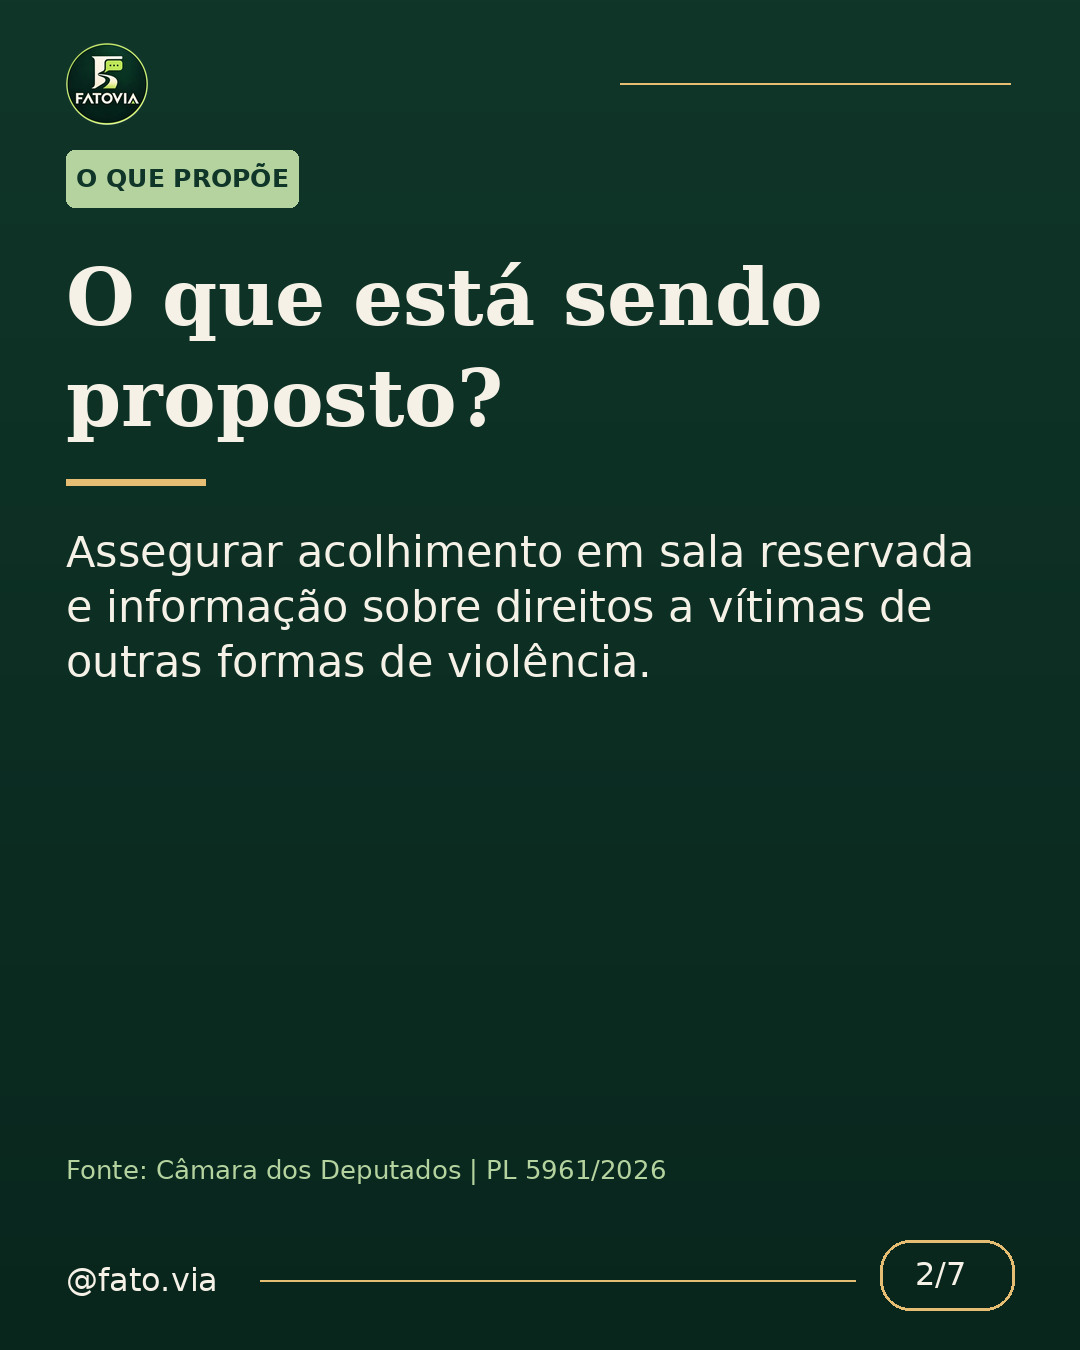 FATOVIA
O QUE PROPÕE
O que está sendo
proposto?
Assegurar acolhimento em sala reservada
e informação sobre direitos a vítimas de
outras formas de violência.
Fonte: Câmara dos Deputados | PL 5961/2026
@fato.via
2/7